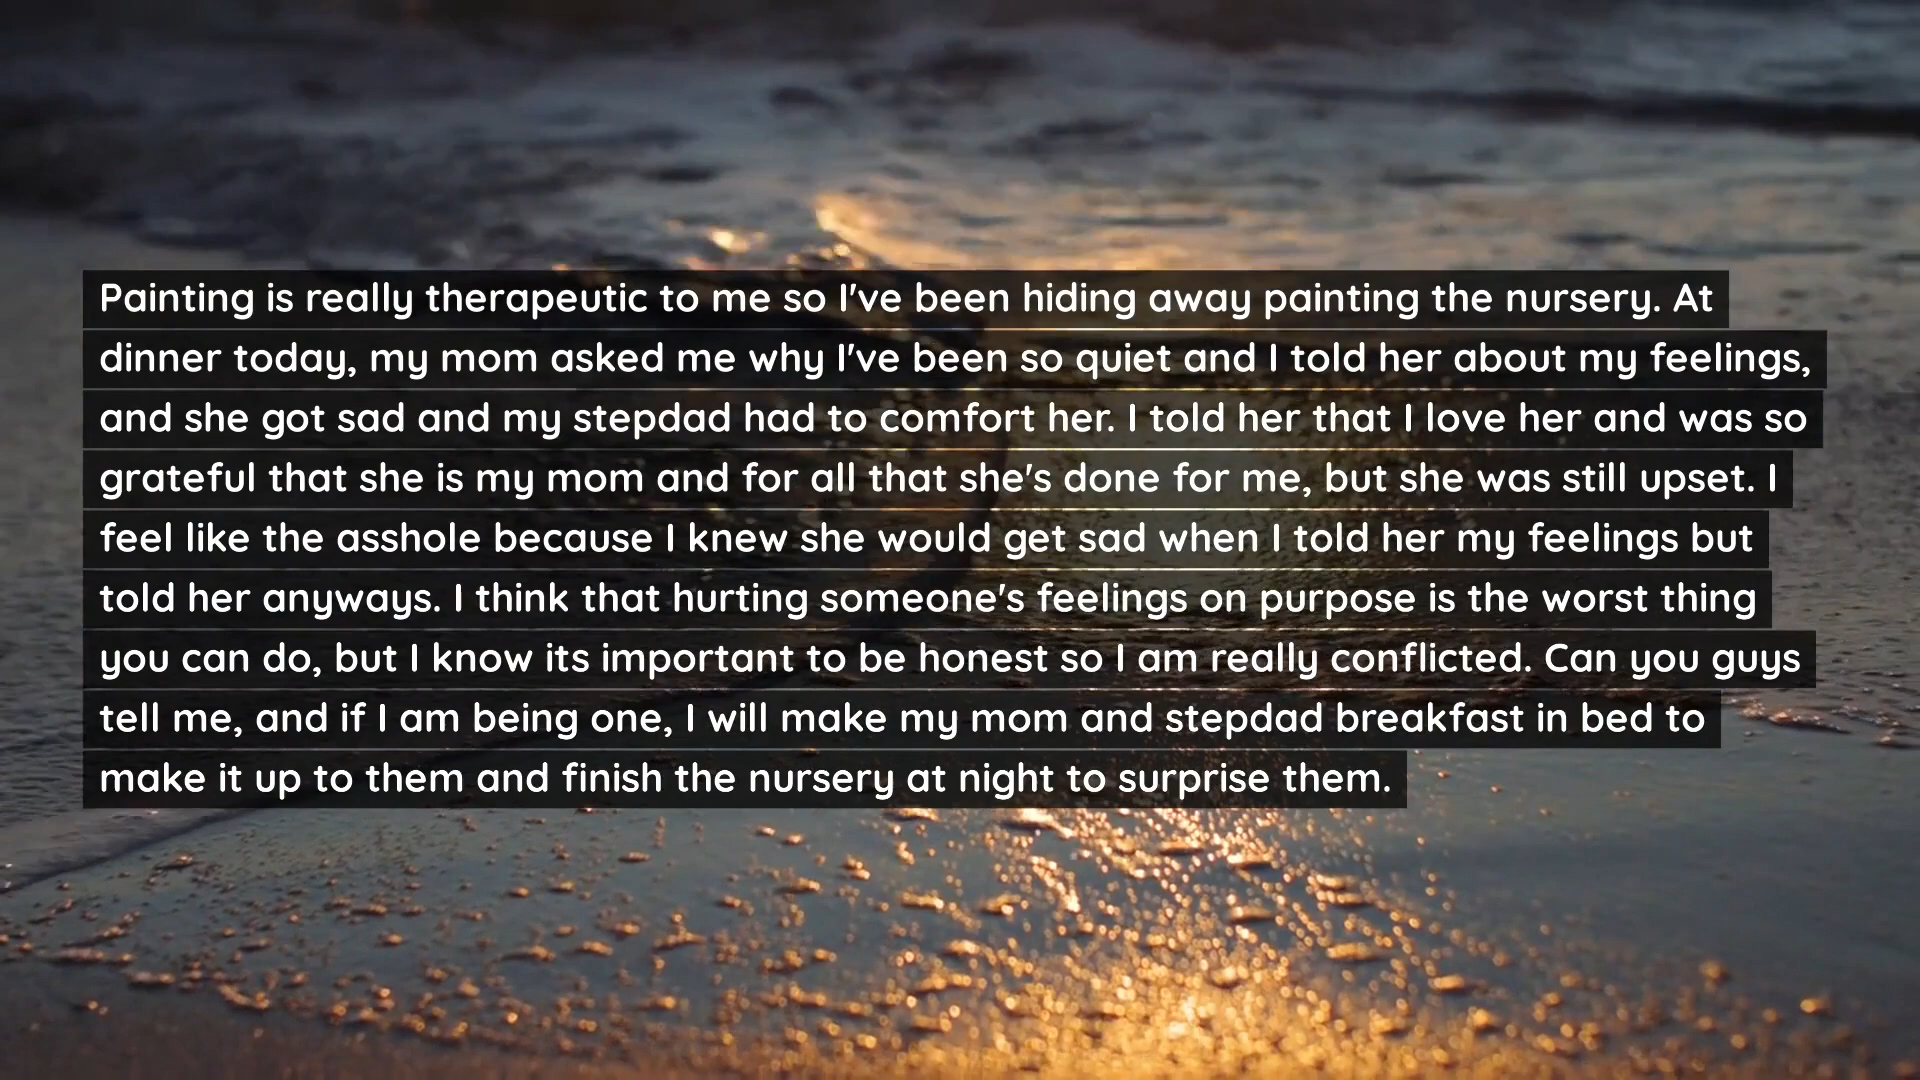 Painting is really therapeutic to me so I've been hiding away painting the nursery. At
dinner today, my mom asked me why I've been so quiet and I told her about my feelings,
and she got sad and my stepdad had to comfort her. I told her that I love her and was so
grateful that she is my mom and for all that she's done for me, but she was still upset. I
feel like the asshole because I knew she would get sad when I told her my feelings but
told her anyways. I think that hurting someone's feelings on purpose is the worst thing
you can do, but I know its important to be honest so I am really conflicted. Can you guys
tell me, and if I am being one, I will make my mom and stepdad breakfast in bed to
make it up to them and finish the nursery at night to surprise them.